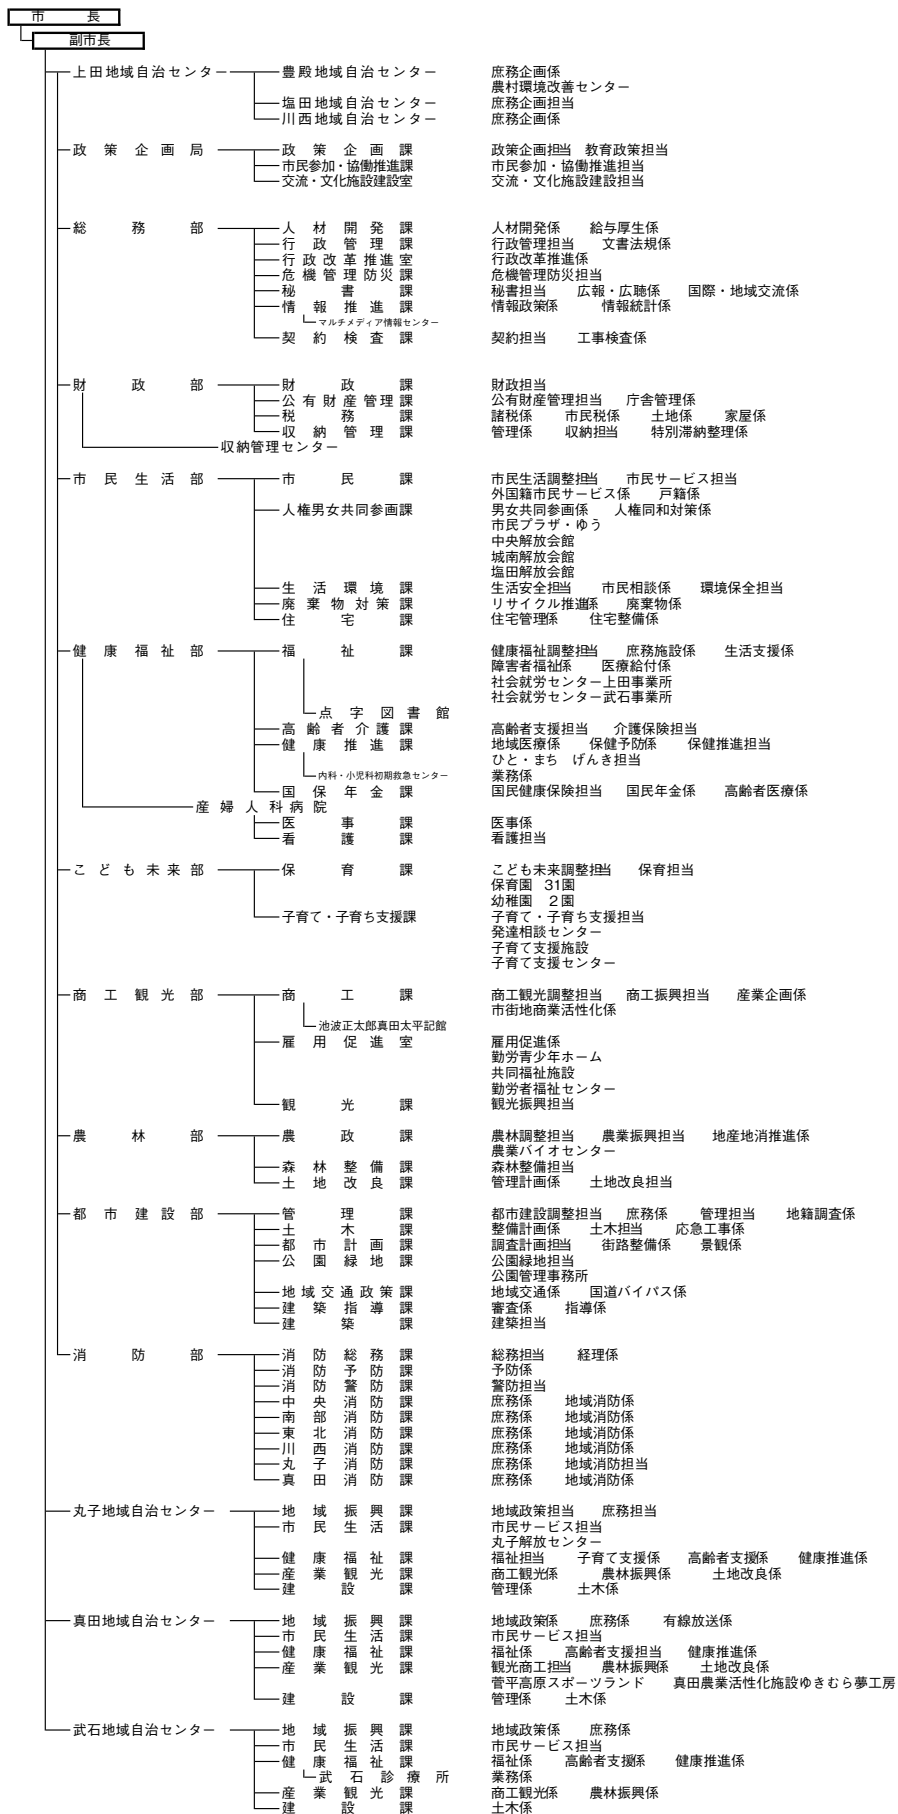 市長
副市長
上田地域自治センター 豊殿地域自治センター 庶務企画係
農村環境改善センター
塩田地域自治センター 庶務企画担当
川西地域自治センター 庶務企画係
政策企画局 政策企画課 政策企画担当 教育政策担当
市民参加・協働推進課 市民参加・協働推進担当
交流・文化施設建設室 交流・文化施設建設担当
総務部 人材開発課 人材開発係 給与厚生係
行政管理課 行政管理担当 文書法規係
行政改革推進室 行政改革推進係
危機管理防災課 危機管理防災担当
秘書課 秘書担当 広報・広聴係 国際・地域交流係
情報推進課 情報政策係 情報統計係
マルチメディア情報センター
契約検査課 契約担当 工事検査係
財政部 財政課 財政担当
公有財産管理課 公有財産管理担当 庁舎管理係
税務課 諸税係 市民税係 土地係 家屋係
収納管理課 管理係 収納担当 特別滞納整理係
収納管理センター
市民生活部 市民課 市民生活調整担当 市民サービス担当
外国籍市民サービス係 戸籍係
人権男女共同参画課 男女共同参画係 人権同和対策係
市民プラザ・ゆう
中央解放会館
城南解放会館
塩田解放会館
生活環境課 生活安全担当 市民相談係 環境保全担当
廃棄物対策課 リサイクル推進係 廃棄物係
住宅課 住宅管理係 住宅整備係
健康福祉部 福祉課 健康福祉調整担当 庶務施設係 生活支援係
障害者福祉係 医療給付係
社会就労センター上田事業所
社会就労センター武石事業所
点字図書館
高齢者介護課 高齢者支援担当 介護保険担当
健康推進課 地域医療係 保健予防係 保健推進担当
ひと・まち げんき担当
内科・小児科初期救急センター 業務係
国保年金課 国民健康保険担当 国民年金係 高齢者医療係
産婦人科病院
医事課 医事係
看護課 看護担当
こども未来部 保育課 こども未来調整担当 保育担当
保育園 31園
幼稚園 2園
子育て・子育ち支援課 子育て・子育ち支援担当
発達相談センター
子育て支援施設
子育て支援センター
商工観光部 商工課 商工観光調整担当 商工振興担当 産業企画係
市街地商業活性化係
池波正太郎真田太平記館
雇用促進室 雇用促進係
勤労青少年ホーム
共同福祉施設
勤労者福祉センター
観光課 観光振興担当
農林部 農政課 農林調整担当 農業振興担当 地産地消推進係
農業バイオセンター
森林整備課 森林整備担当
土地改良課 管理計画係 土地改良担当
都市建設部 管理課 都市建設調整担当 庶務係 管理担当 地籍調査係
土木課 整備計画係 土木担当 応急工事係
都市計画課 調査計画担当 街路整備係 景観係
公園緑地課 公園緑地担当
公園管理事務所
地域交通政策課 地域交通係 国道バイパス係
建築指導課 審査係 指導係
建築課 建築担当
消防部 消防総務課 総務担当 経理係
消防予防課 予防係
消防警防課 警防担当
中央消防課 庶務係 地域消防係
南部消防課 庶務係 地域消防係
東北消防課 庶務係 地域消防係
川西消防課 庶務係 地域消防係
丸子消防課 庶務係 地域消防担当
真田消防課 庶務係 地域消防係
丸子地域自治センター 地域振興課 地域政策担当 庶務担当
市民生活課 市民サービス担当
丸子解放センター
健康福祉課 福祉担当 子育て支援係 高齢者支援係 健康推進係
産業観光課 商工観光係 農林振興係 土地改良係
建設課 管理係 土木係
真田地域自治センター 地域振興課 地域政策係 庶務係 有線放送係
市民生活課 市民サービス担当
健康福祉課 福祉係 高齢者支援担当 健康推進係
産業観光課 観光商工担当 農林振興係 土地改良係
菅平高原スポーツランド 真田農業活性化施設ゆきむら夢工房
建設課 管理係 土木係
武石地域自治センター 地域振興課 地域政策係 庶務係
市民生活課 市民サービス担当
健康福祉課 福祉係 高齢者支援係 健康推進係
武石診療所 業務係
産業観光課 商工観光係 農林振興係
建設課 土木係